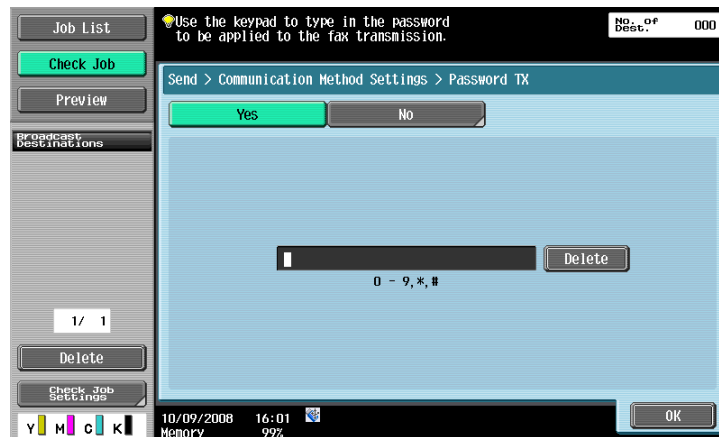 Job List
Check Job
Preview
Broadcast
Destinations
1/ 1
Delete
Check Job
Settings
Y M C K
Use the keypad to type in the password
to be applied to the fax transmission.
No. of
Dest.
000
Send > Communication Method Settings > Password TX
Yes
No
Delete
0 - 9,*,#
10/09/2008 16:01
Memory 99%
OK